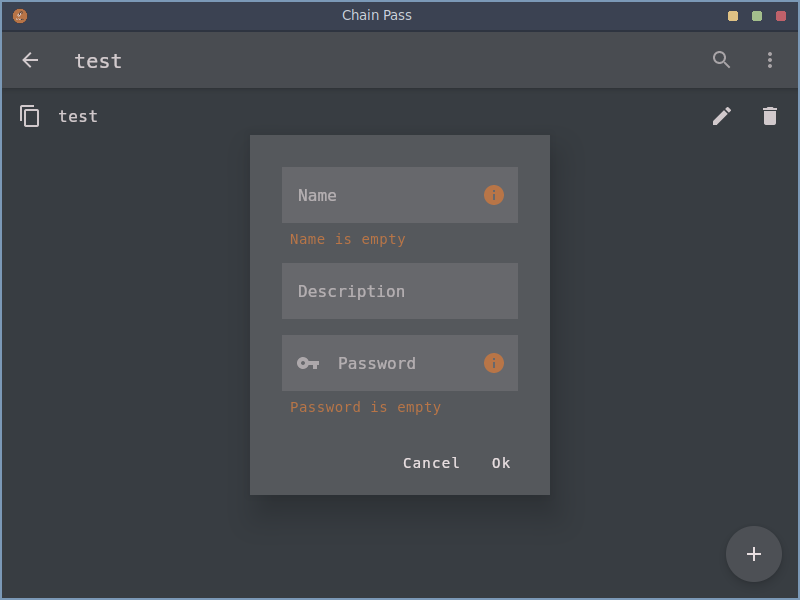 Chain Pass
test
test
Name
Name is empty
Description
Password
Password is empty
Cancel Ok